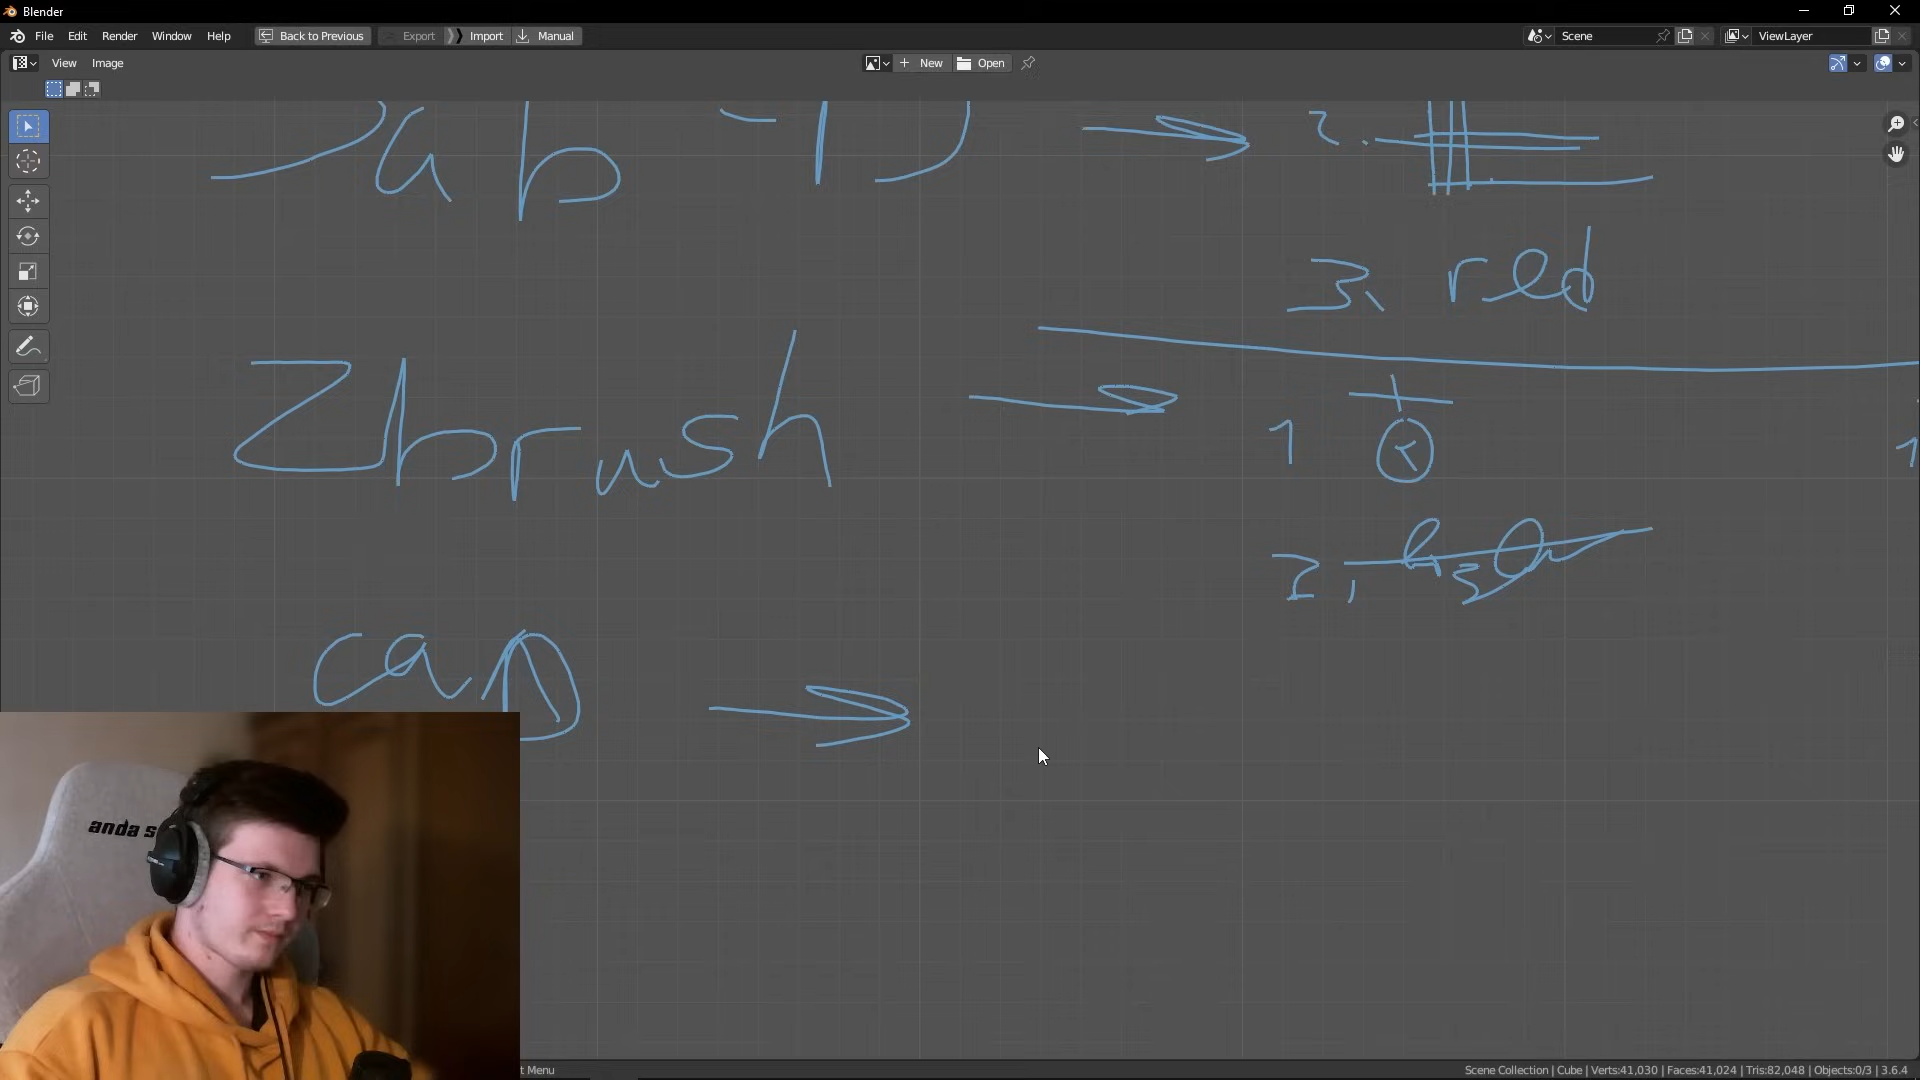 Blender
File Edit Render Window Help Back to Previous Export Import Manual Scene ViewLayer
View Image New Open
2.
3. red
Zbrush
1
2,
CAD
anda s
t Menu
Scene Collection | Cube | Verts:41,030 | Faces:41,024 | Tris:82,048 | Objects:0/3 | 3.6.4